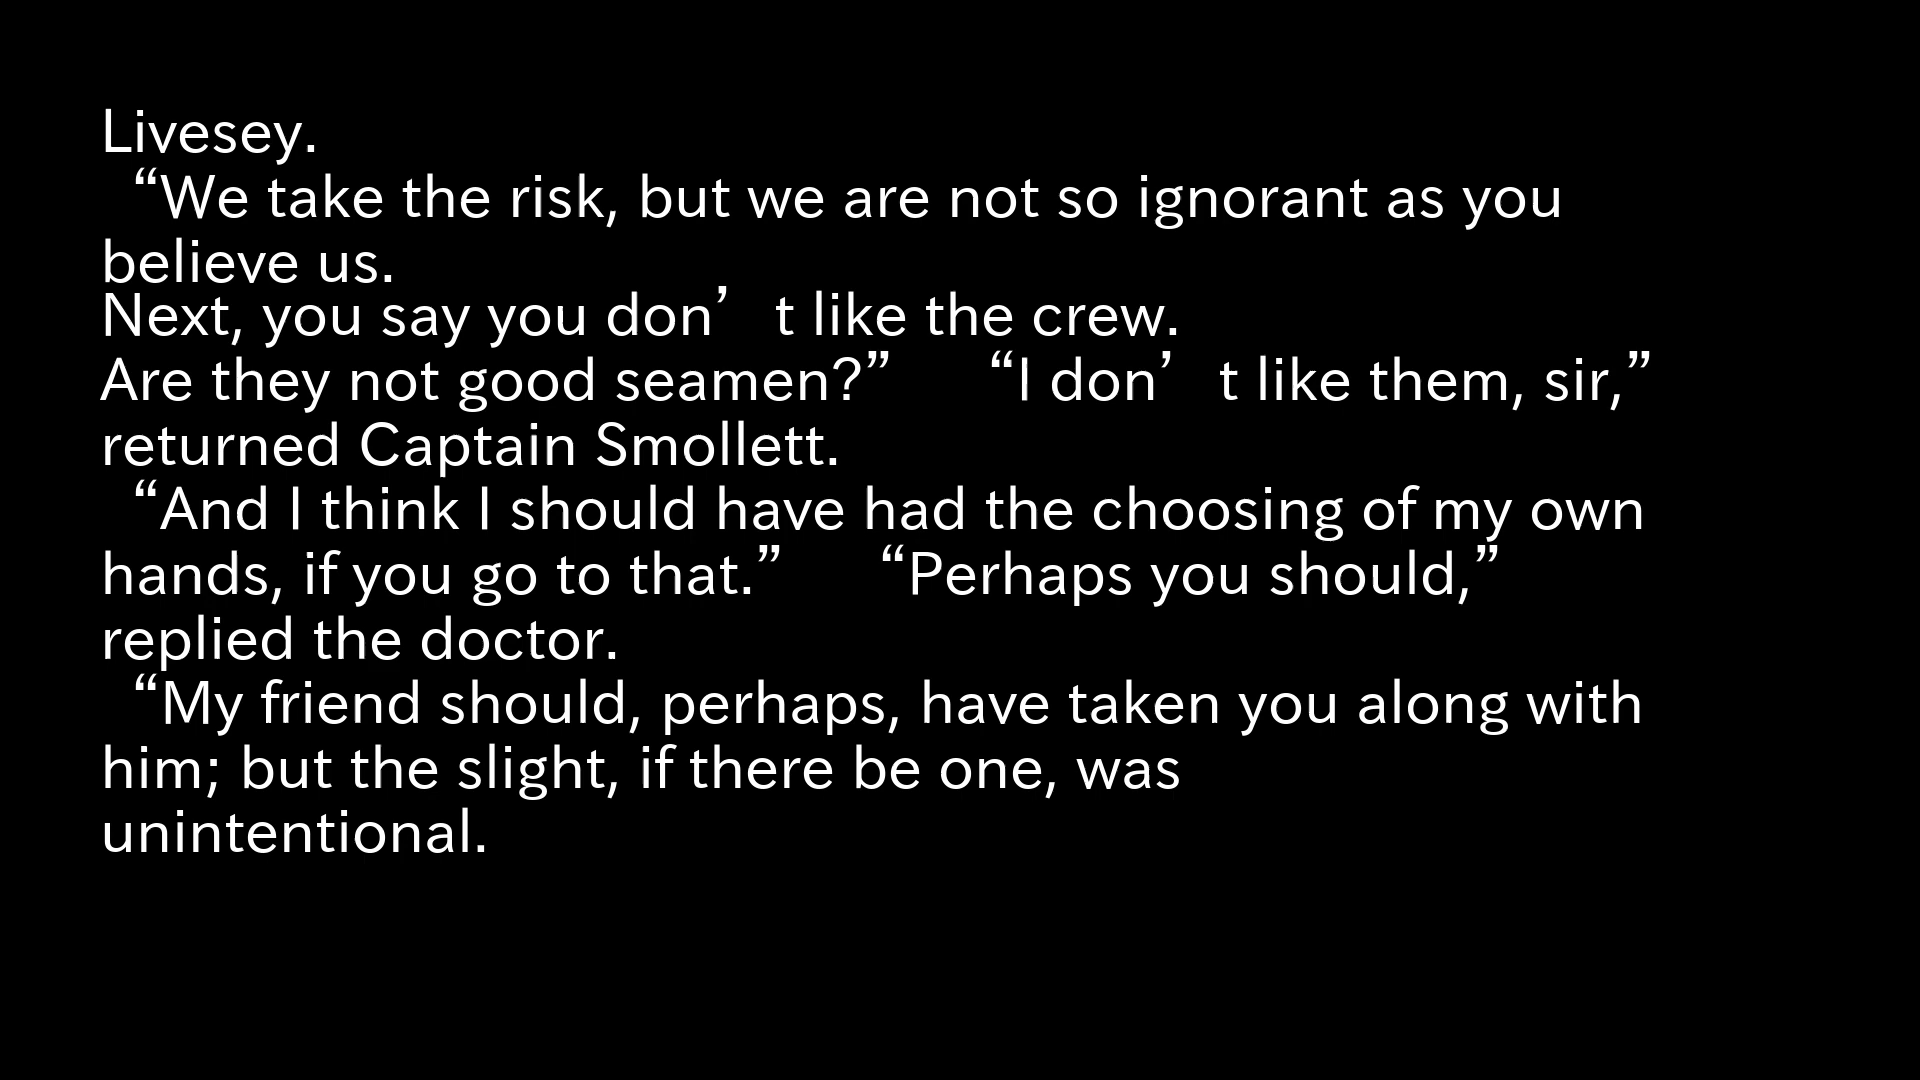 Livesey.
“We take the risk, but we are not so ignorant as you
believe us.
Next, you say you don’t like the crew.
Are they not good seamen?” “I don’t like them, sir,”
returned Captain Smollett.
“And I think I should have had the choosing of my own
hands, if you go to that.” “Perhaps you should,”
replied the doctor.
“My friend should, perhaps, have taken you along with
him; but the slight, if there be one, was
unintentional.